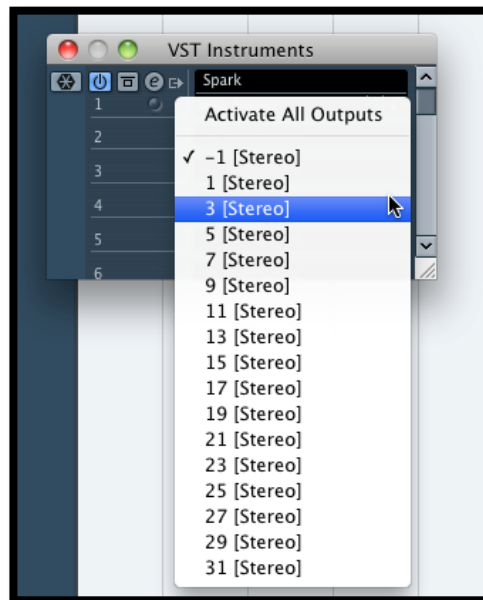 VST Instruments
e Spark
1
Activate All Outputs
2
✓ -1 [Stereo]
3
1 [Stereo]
4
3 [Stereo]
5
5 [Stereo]
7 [Stereo]
6
9 [Stereo]
11 [Stereo]
13 [Stereo]
15 [Stereo]
17 [Stereo]
19 [Stereo]
21 [Stereo]
23 [Stereo]
25 [Stereo]
27 [Stereo]
29 [Stereo]
31 [Stereo]